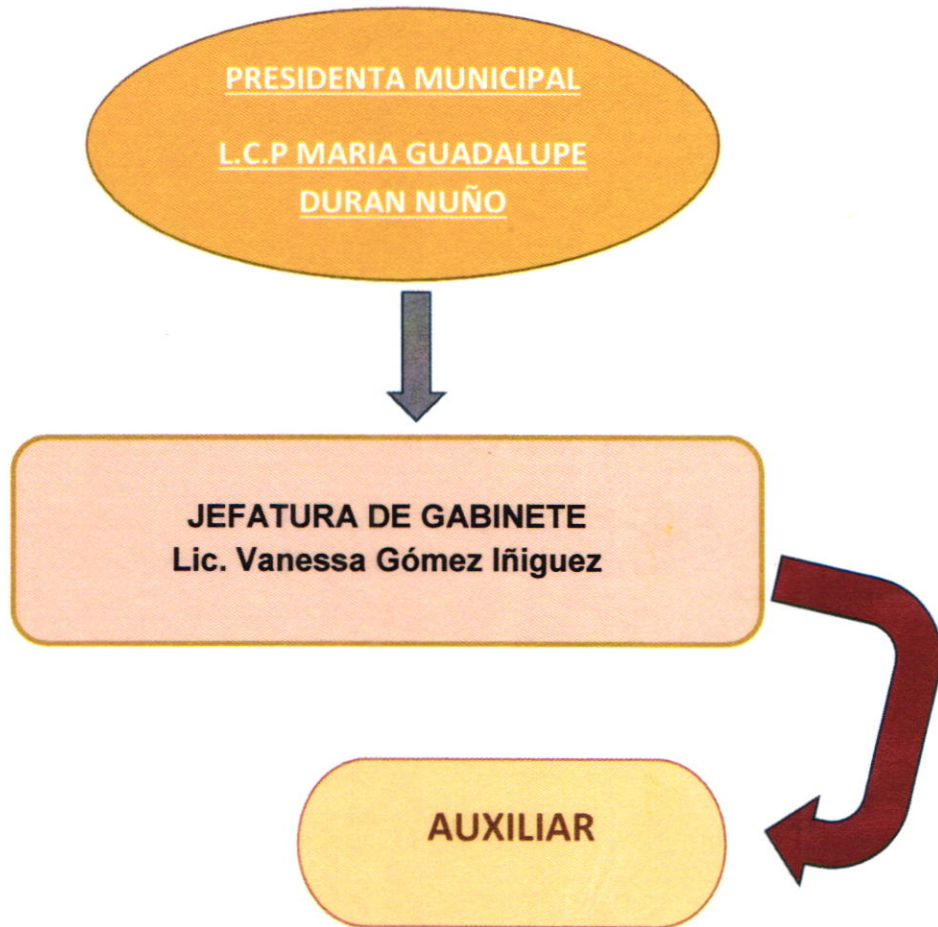 PRESIDENTA MUNICIPAL
L.C.P MARIA GUADALUPE
DURAN NUÑO
JEFATURA DE GABINETE
Lic. Vanessa Gómez Iñiguez
AUXILIAR